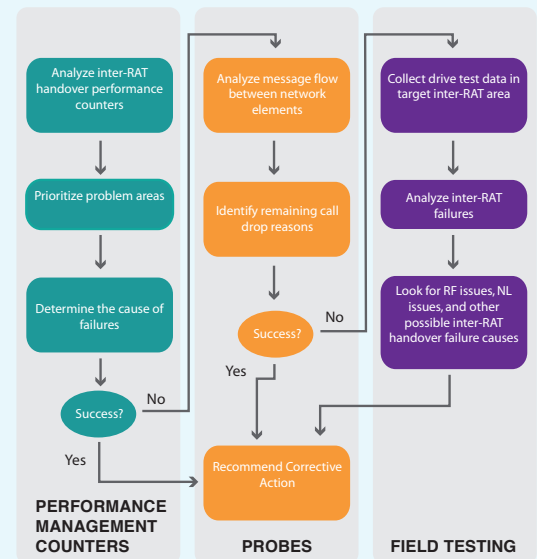 Analyze inter-RAT
handover performance
counters
Prioritize problem areas
Determine the cause of
failures
Success?
No
Yes
PERFORMANCE
MANAGEMENT
COUNTERS
Analyze message flow
between network
elements
Identify remaining call
drop reasons
Success?
No
Yes
Recommend Corrective
Action
PROBES
Collect drive test data in
target inter-RAT area
Analyze inter-RAT
failures
Look for RF issues, NL
issues, and other
possible inter-RAT
handover failure causes
FIELD TESTING